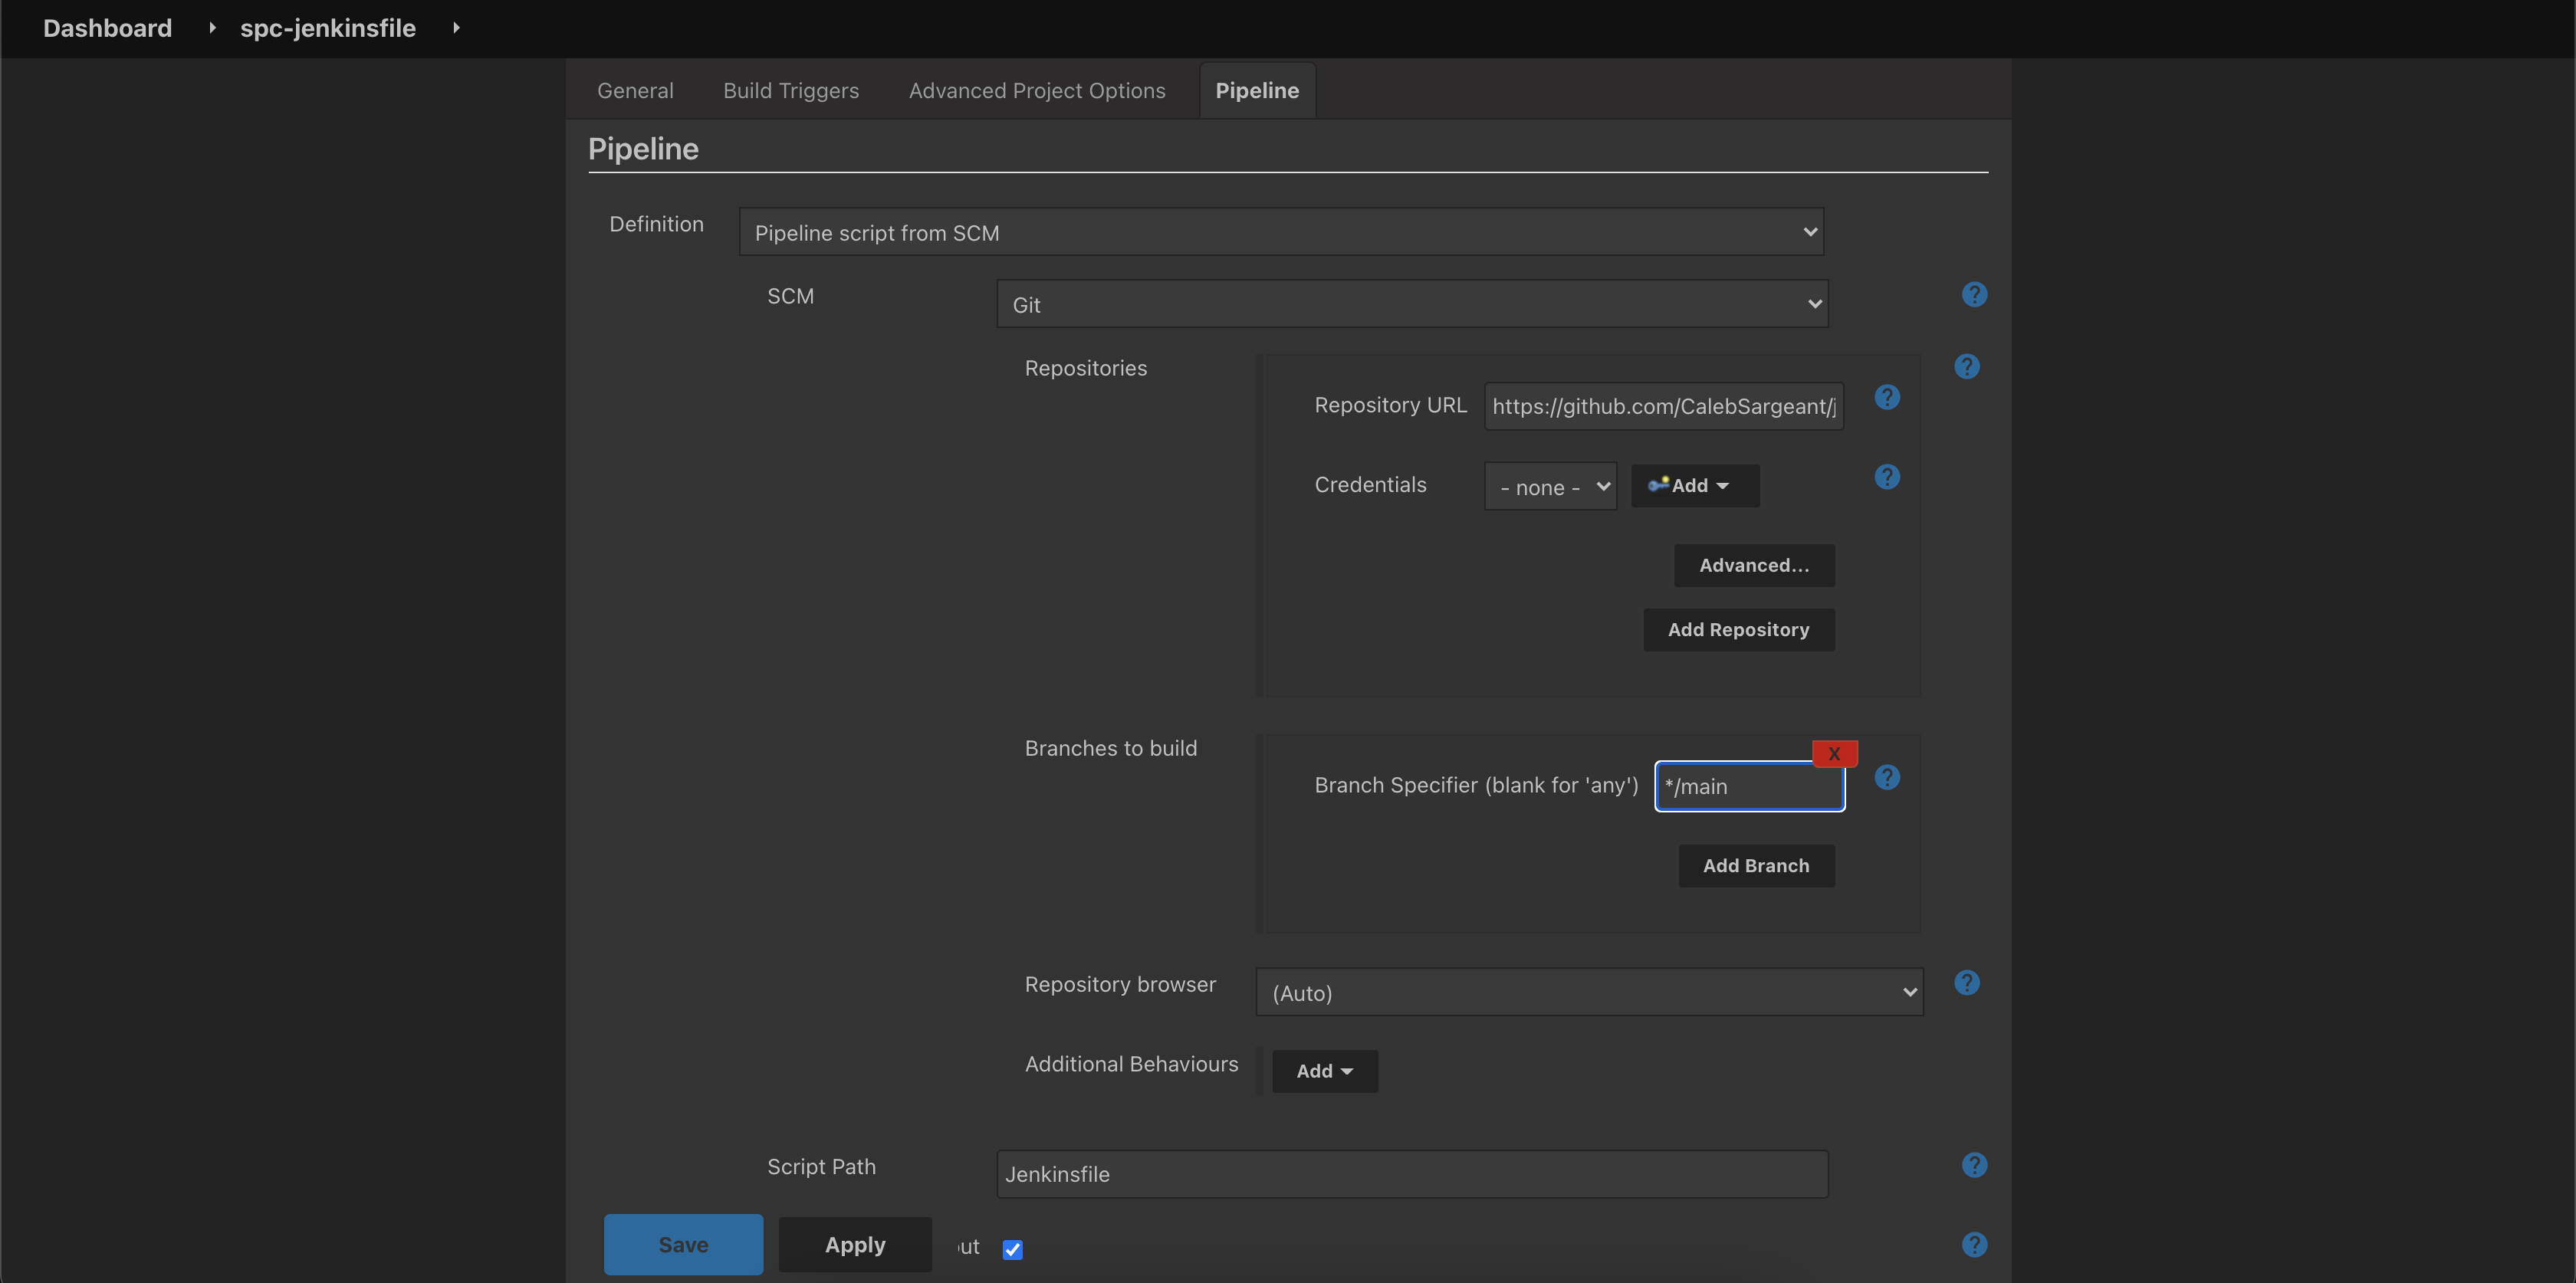 Dashboard spc-jenkinsfile
General Build Triggers Advanced Project Options Pipeline
Pipeline
Definition Pipeline script from SCM
SCM Git ?
Repositories ?
Repository URL https://github.com/CalebSargeant/j ?
Credentials - none - Add ?
Advanced...
Add Repository
Branches to build
X
Branch Specifier (blank for 'any') */main ?
Add Branch
Repository browser (Auto) ?
Additional Behaviours Add
Script Path Jenkinsfile ?
Save Apply out ?